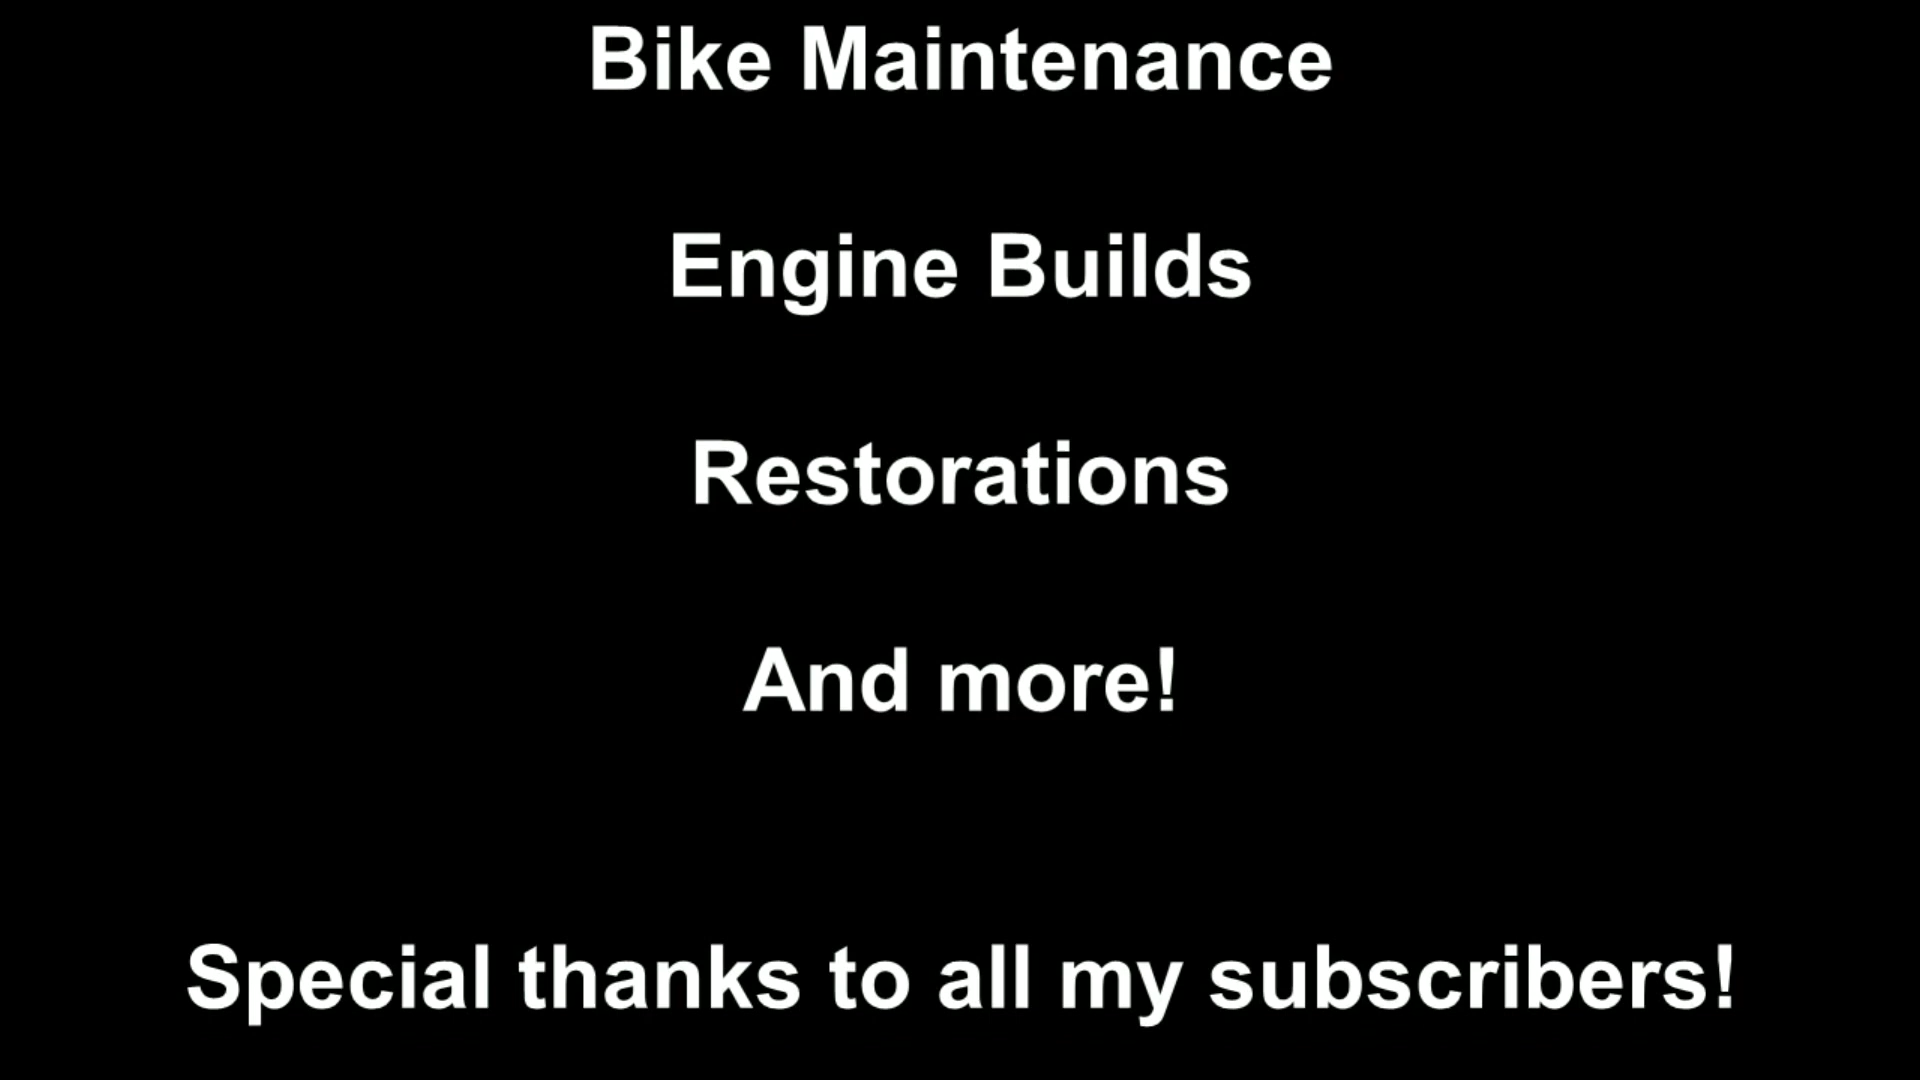 Bike Maintenance
Engine Builds
Restorations
And more!
Special thanks to all my subscribers!